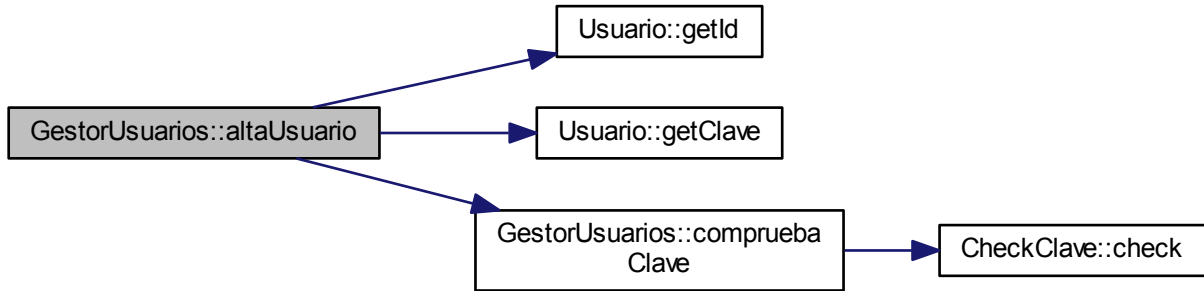 Usuario::getId
GestorUsuarios::altaUsuario
Usuario::getClave
GestorUsuarios::comprueba
Clave
CheckClave::check